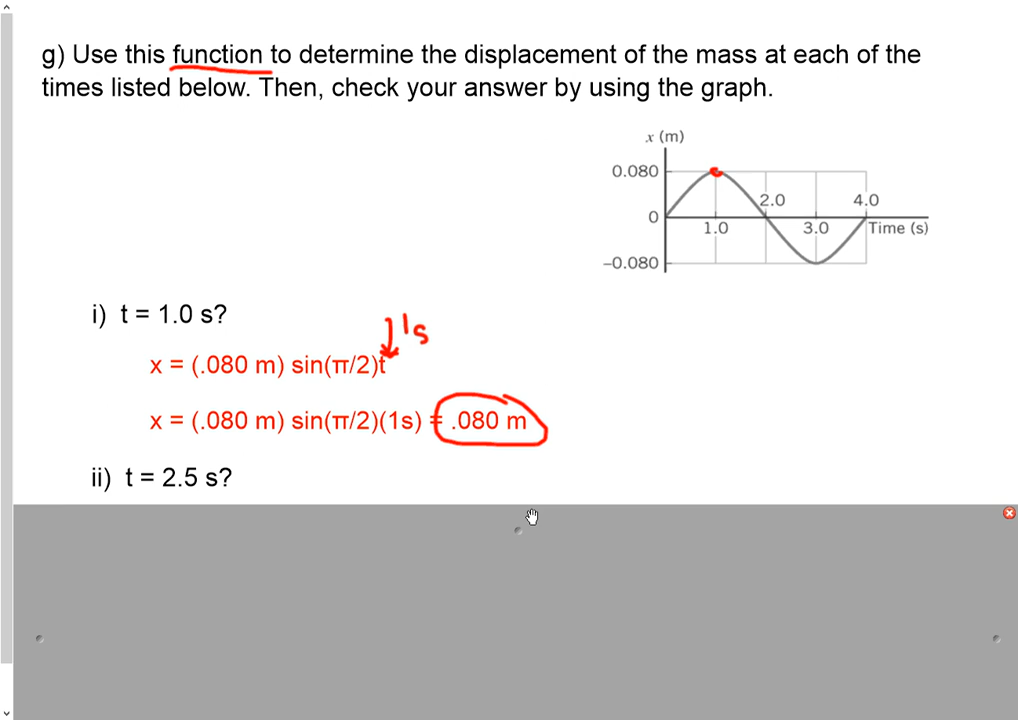 g) Use this function to determine the displacement of the mass at each of the
times listed below. Then, check your answer by using the graph.
x (m)
0.080
2.0
4.0
0
1.0
3.0
Time (s)
−0.080
i) t = 1.0 s?
1s
x = (.080 m) sin(π/2)t
x = (.080 m) sin(π/2)(1s) = .080 m
ii) t = 2.5 s?